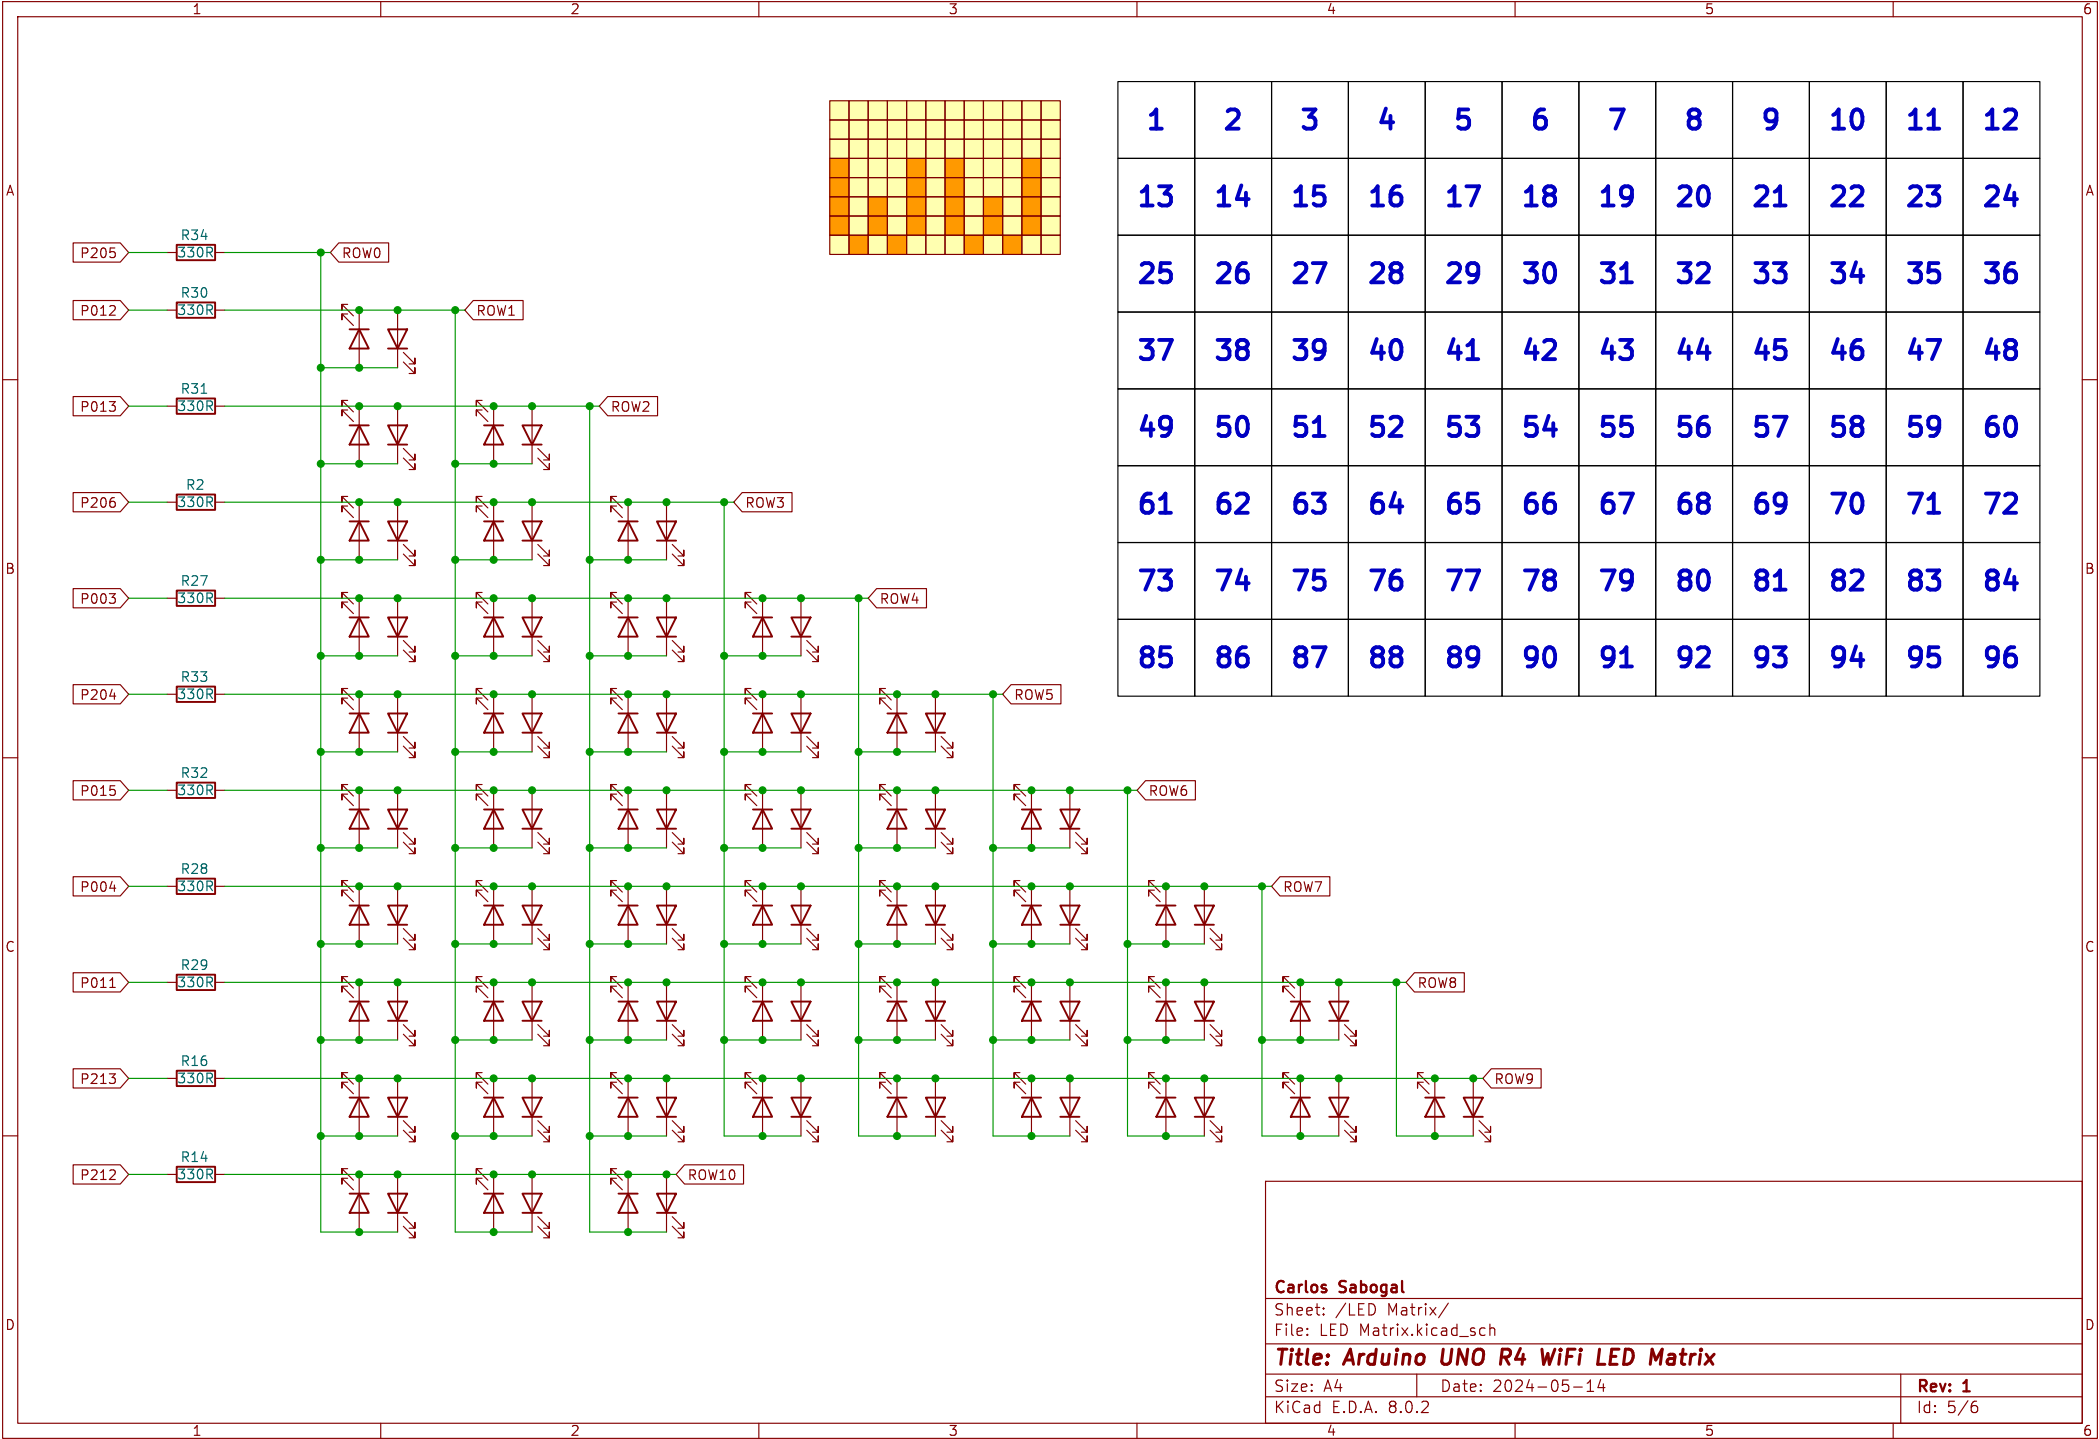 1 2 3 4 5 6
A A
B B
C C
D D
1 2 3 4 5 6 7 8 9 10 11 12
13 14 15 16 17 18 19 20 21 22 23 24
25 26 27 28 29 30 31 32 33 34 35 36
37 38 39 40 41 42 43 44 45 46 47 48
49 50 51 52 53 54 55 56 57 58 59 60
61 62 63 64 65 66 67 68 69 70 71 72
73 74 75 76 77 78 79 80 81 82 83 84
85 86 87 88 89 90 91 92 93 94 95 96
R34
P205 330R ROW0
R30
P012 330R ROW1
R31
P013 330R ROW2
R2
P206 330R ROW3
R27
P003 330R ROW4
R33
P204 330R ROW5
R32
P015 330R ROW6
R28
P004 330R ROW7
R29
P011 330R ROW8
R16
P213 330R ROW9
R14
P212 330R ROW10
Carlos Sabogal
Sheet: /LED Matrix/
File: LED Matrix.kicad_sch
Title: Arduino UNO R4 WiFi LED Matrix
Size: A4 Date: 2024-05-14 Rev: 1
KiCad E.D.A. 8.0.2 Id: 5/6
1 2 3 4 5 6